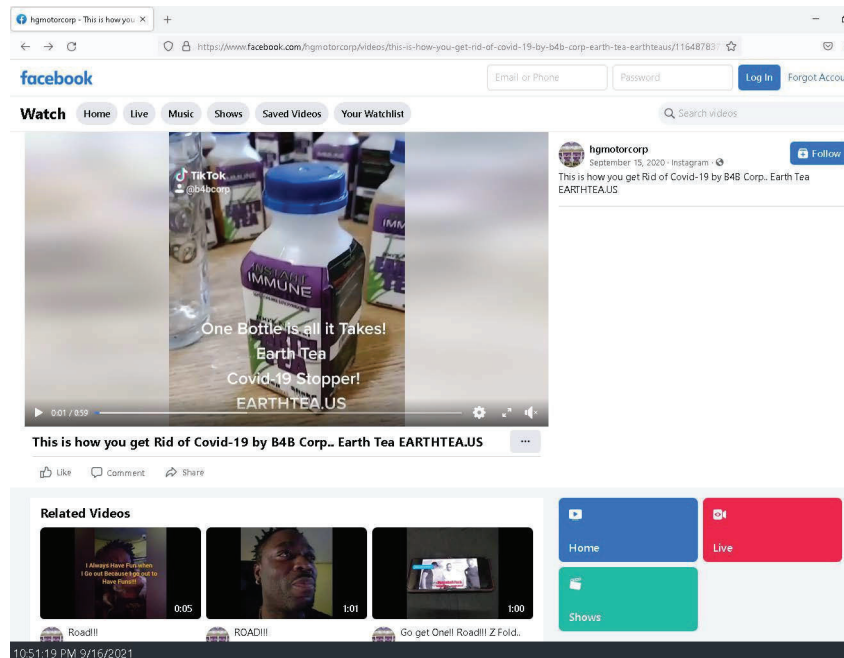 hgmotorcorp - This is how you
https://www.facebook.com/hgmotorcorp/videos/this-is-how-you-get-rid-of-covid-19-by-b4b-corp-earth-tea-earthteaus/116487837
facebook
Email or Phone
Password
Log In
Forgot Accou
Watch
Home
Live
Music
Shows
Saved Videos
Your Watchlist
Search videos
TikTok
@b4bcorp
INSTANT
IMMUNE
One Bottle is all it Takes!
Earth Tea
Covid-19 Stopper!
EARTHTEA.US
0:01 / 0:59
hgmotorcorp
Follow
September 15, 2020 · Instagram ·
This is how you get Rid of Covid-19 by B4B Corp.. Earth Tea
EARTHTEA.US
This is how you get Rid of Covid-19 by B4B Corp.. Earth Tea EARTHTEA.US
Like
Comment
Share
Related Videos
I Always Have Fun when
I Go out Because I go out to
Have Funs!!!
0:05
1:01
1:00
Road!!!
ROAD!!!
Go get One!! Road!!! Z Fold..
Home
Live
Shows
10:51:19 PM 9/16/2021